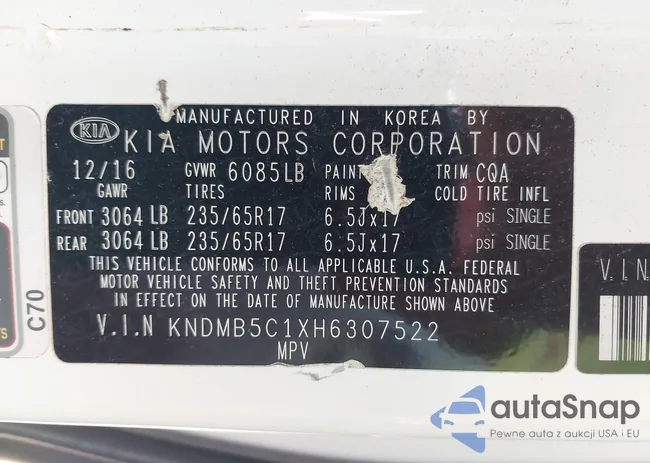 MANUFACTURED IN KOREA BY
KIA KIA MOTORS CORPORATION
12/16 GVWR 6085LB PAINT TRIM CQA
GAWR TIRES RIMS COLD TIRE INFL
FRONT 3064 LB 235/65R17 6.5Jx17 psi SINGLE
REAR 3064 LB 235/65R17 6.5Jx17 psi SINGLE
THIS VEHICLE CONFORMS TO ALL APPLICABLE U.S.A. FEDERAL
MOTOR VEHICLE SAFETY AND THEFT PREVENTION STANDARDS
IN EFFECT ON THE DATE OF MANUFACTURE SHOWN ABOVE
V.I.N KNDMB5C1XH6307522
MPV
C70
V.I.N
autaSnap
Pewne auta z aukcji USA i EU